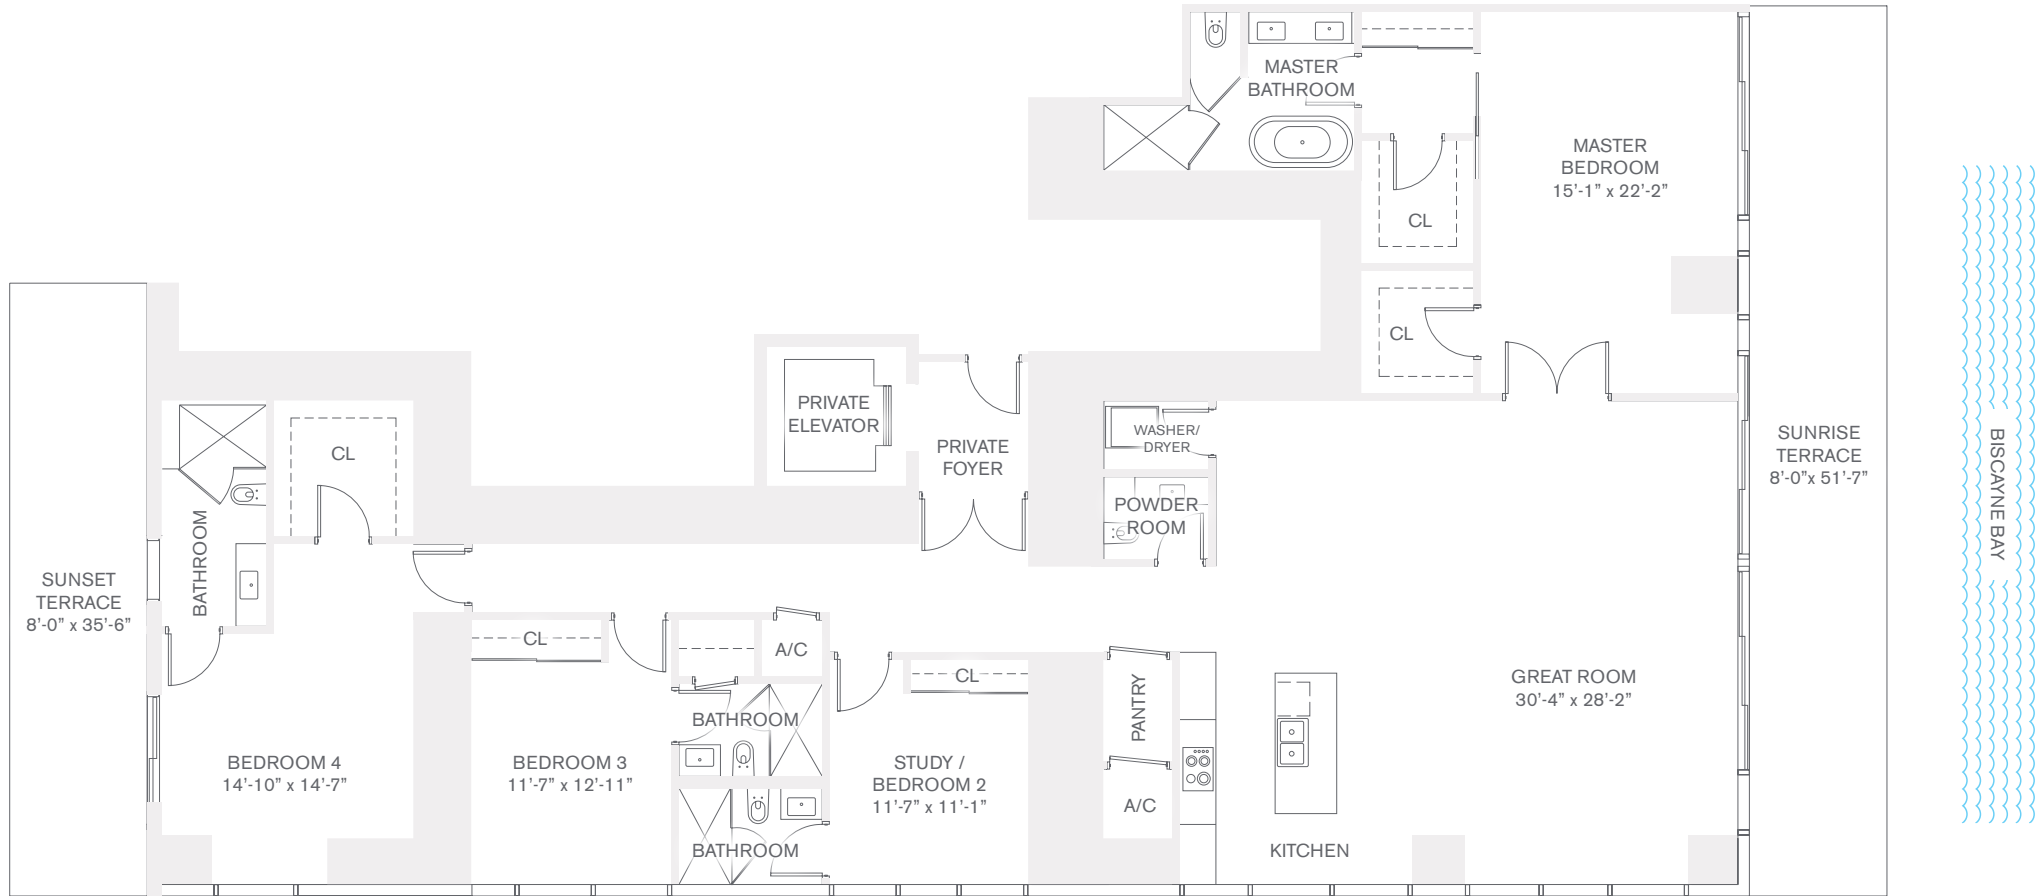 MASTER
BATHROOM
MASTER
BEDROOM
15’-1” x 22’-2”
CL
CL
PRIVATE
ELEVATOR
PRIVATE
FOYER
WASHER/
DRYER
POWDER
ROOM
SUNRISE
TERRACE
8’-0”x 51’-7”
BISCAYNE BAY
CL
BATHROOM
SUNSET
TERRACE
8’-0” x 35’-6”
CL
A/C
CL
PANTRY
GREAT ROOM
30’-4” x 28’-2”
BATHROOM
BEDROOM 4
14’-10” x 14’-7”
BEDROOM 3
11’-7” x 12’-11”
STUDY /
BEDROOM 2
11’-7” x 11’-1”
A/C
BATHROOM
KITCHEN